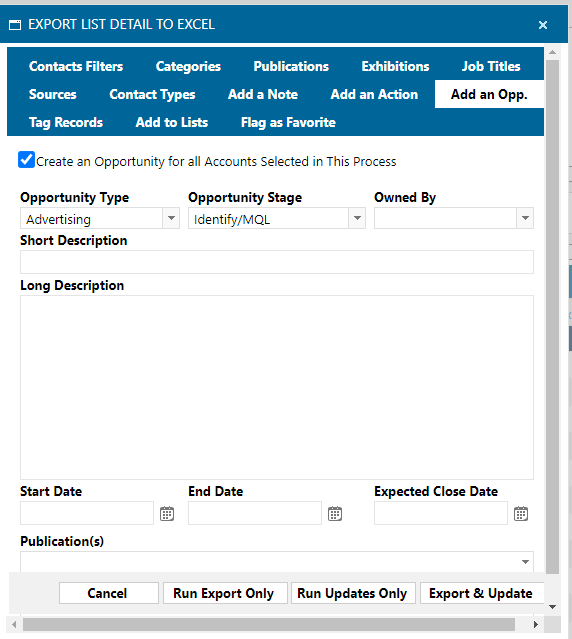 EXPORT LIST DETAIL TO EXCEL
Contacts Filters Categories Publications Exhibitions Job Titles
Sources Contact Types Add a Note Add an Action Add an Opp.
Tag Records Add to Lists Flag as Favorite
Create an Opportunity for all Accounts Selected in This Process
Opportunity Type Opportunity Stage Owned By
Advertising Identify/MQL
Short Description
Long Description
Start Date End Date Expected Close Date
Publication(s)
Cancel Run Export Only Run Updates Only Export & Update